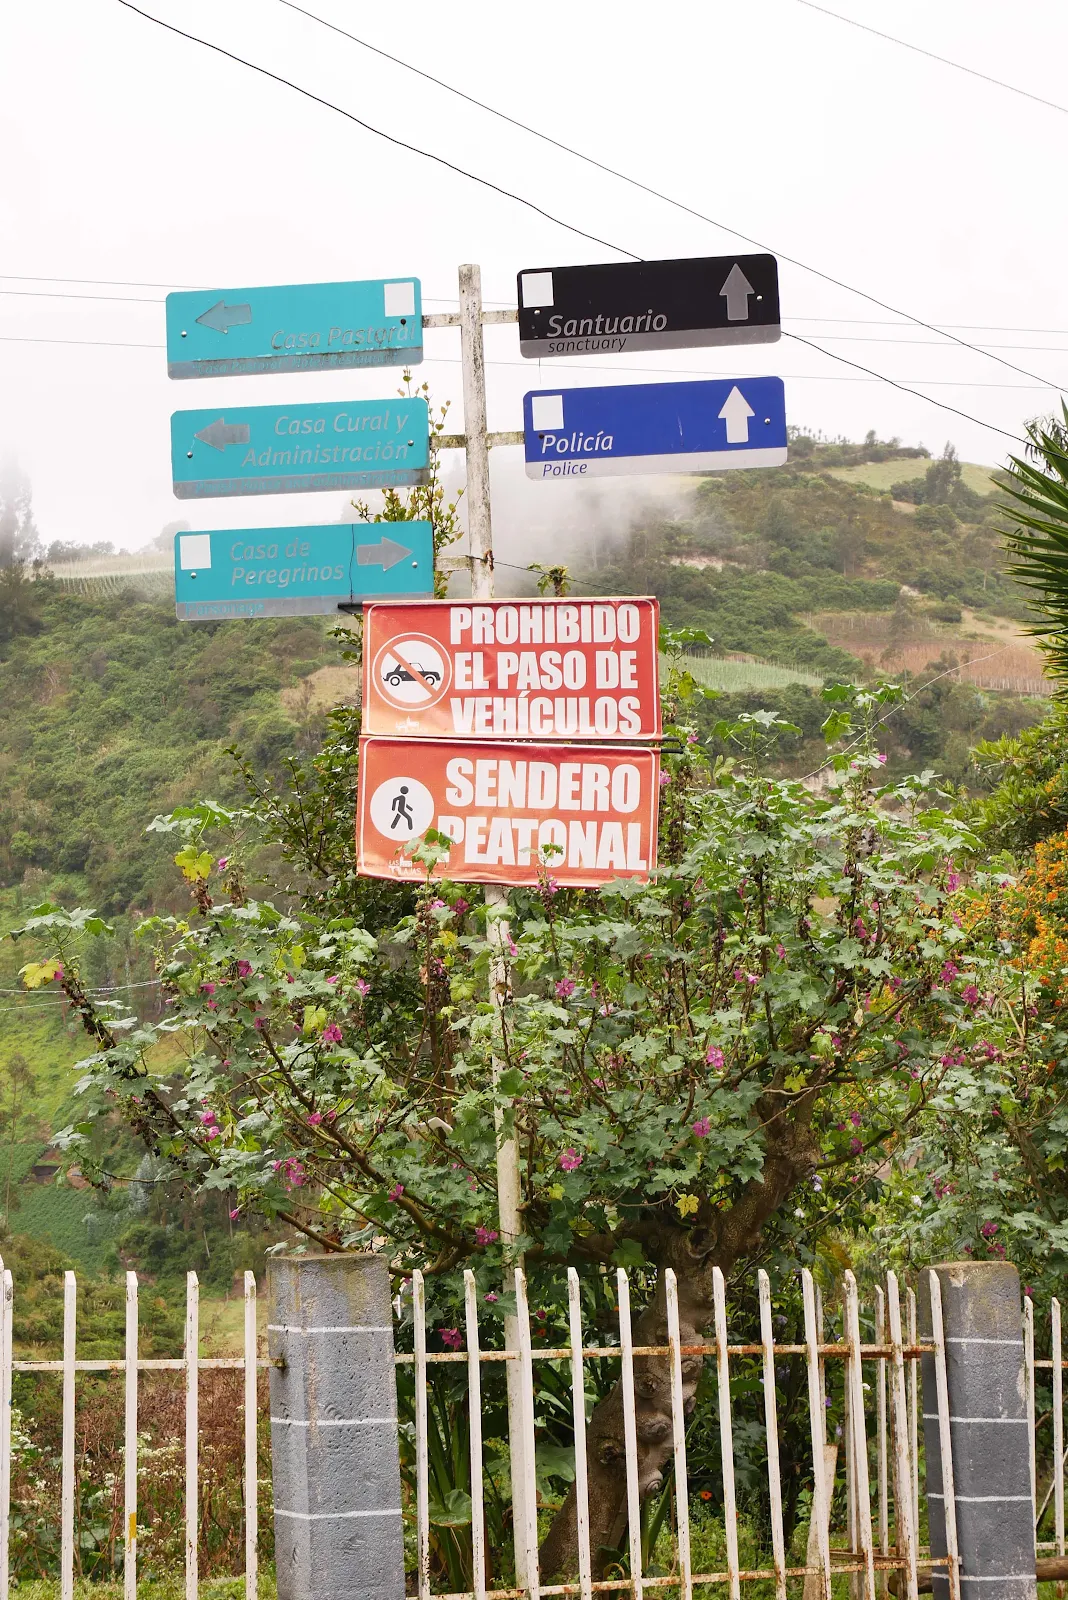 Casa Pastoral
Casa Cural y
Administración
Casa de
Peregrinos
Santuario
sanctuary
Policía
Police
PROHIBIDO
EL PASO DE
VEHÍCULOS
SENDERO
PEATONAL